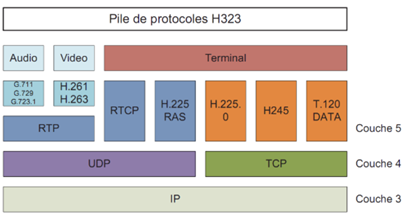 Pile de protocoles H323
Audio
Video
Terminal
G.711
G.729
G.723.1
H.261
H.263
RTCP
H.225
RAS
H.225.
0
H245
T.120
DATA
RTP
Couche 5
UDP
TCP
Couche 4
IP
Couche 3